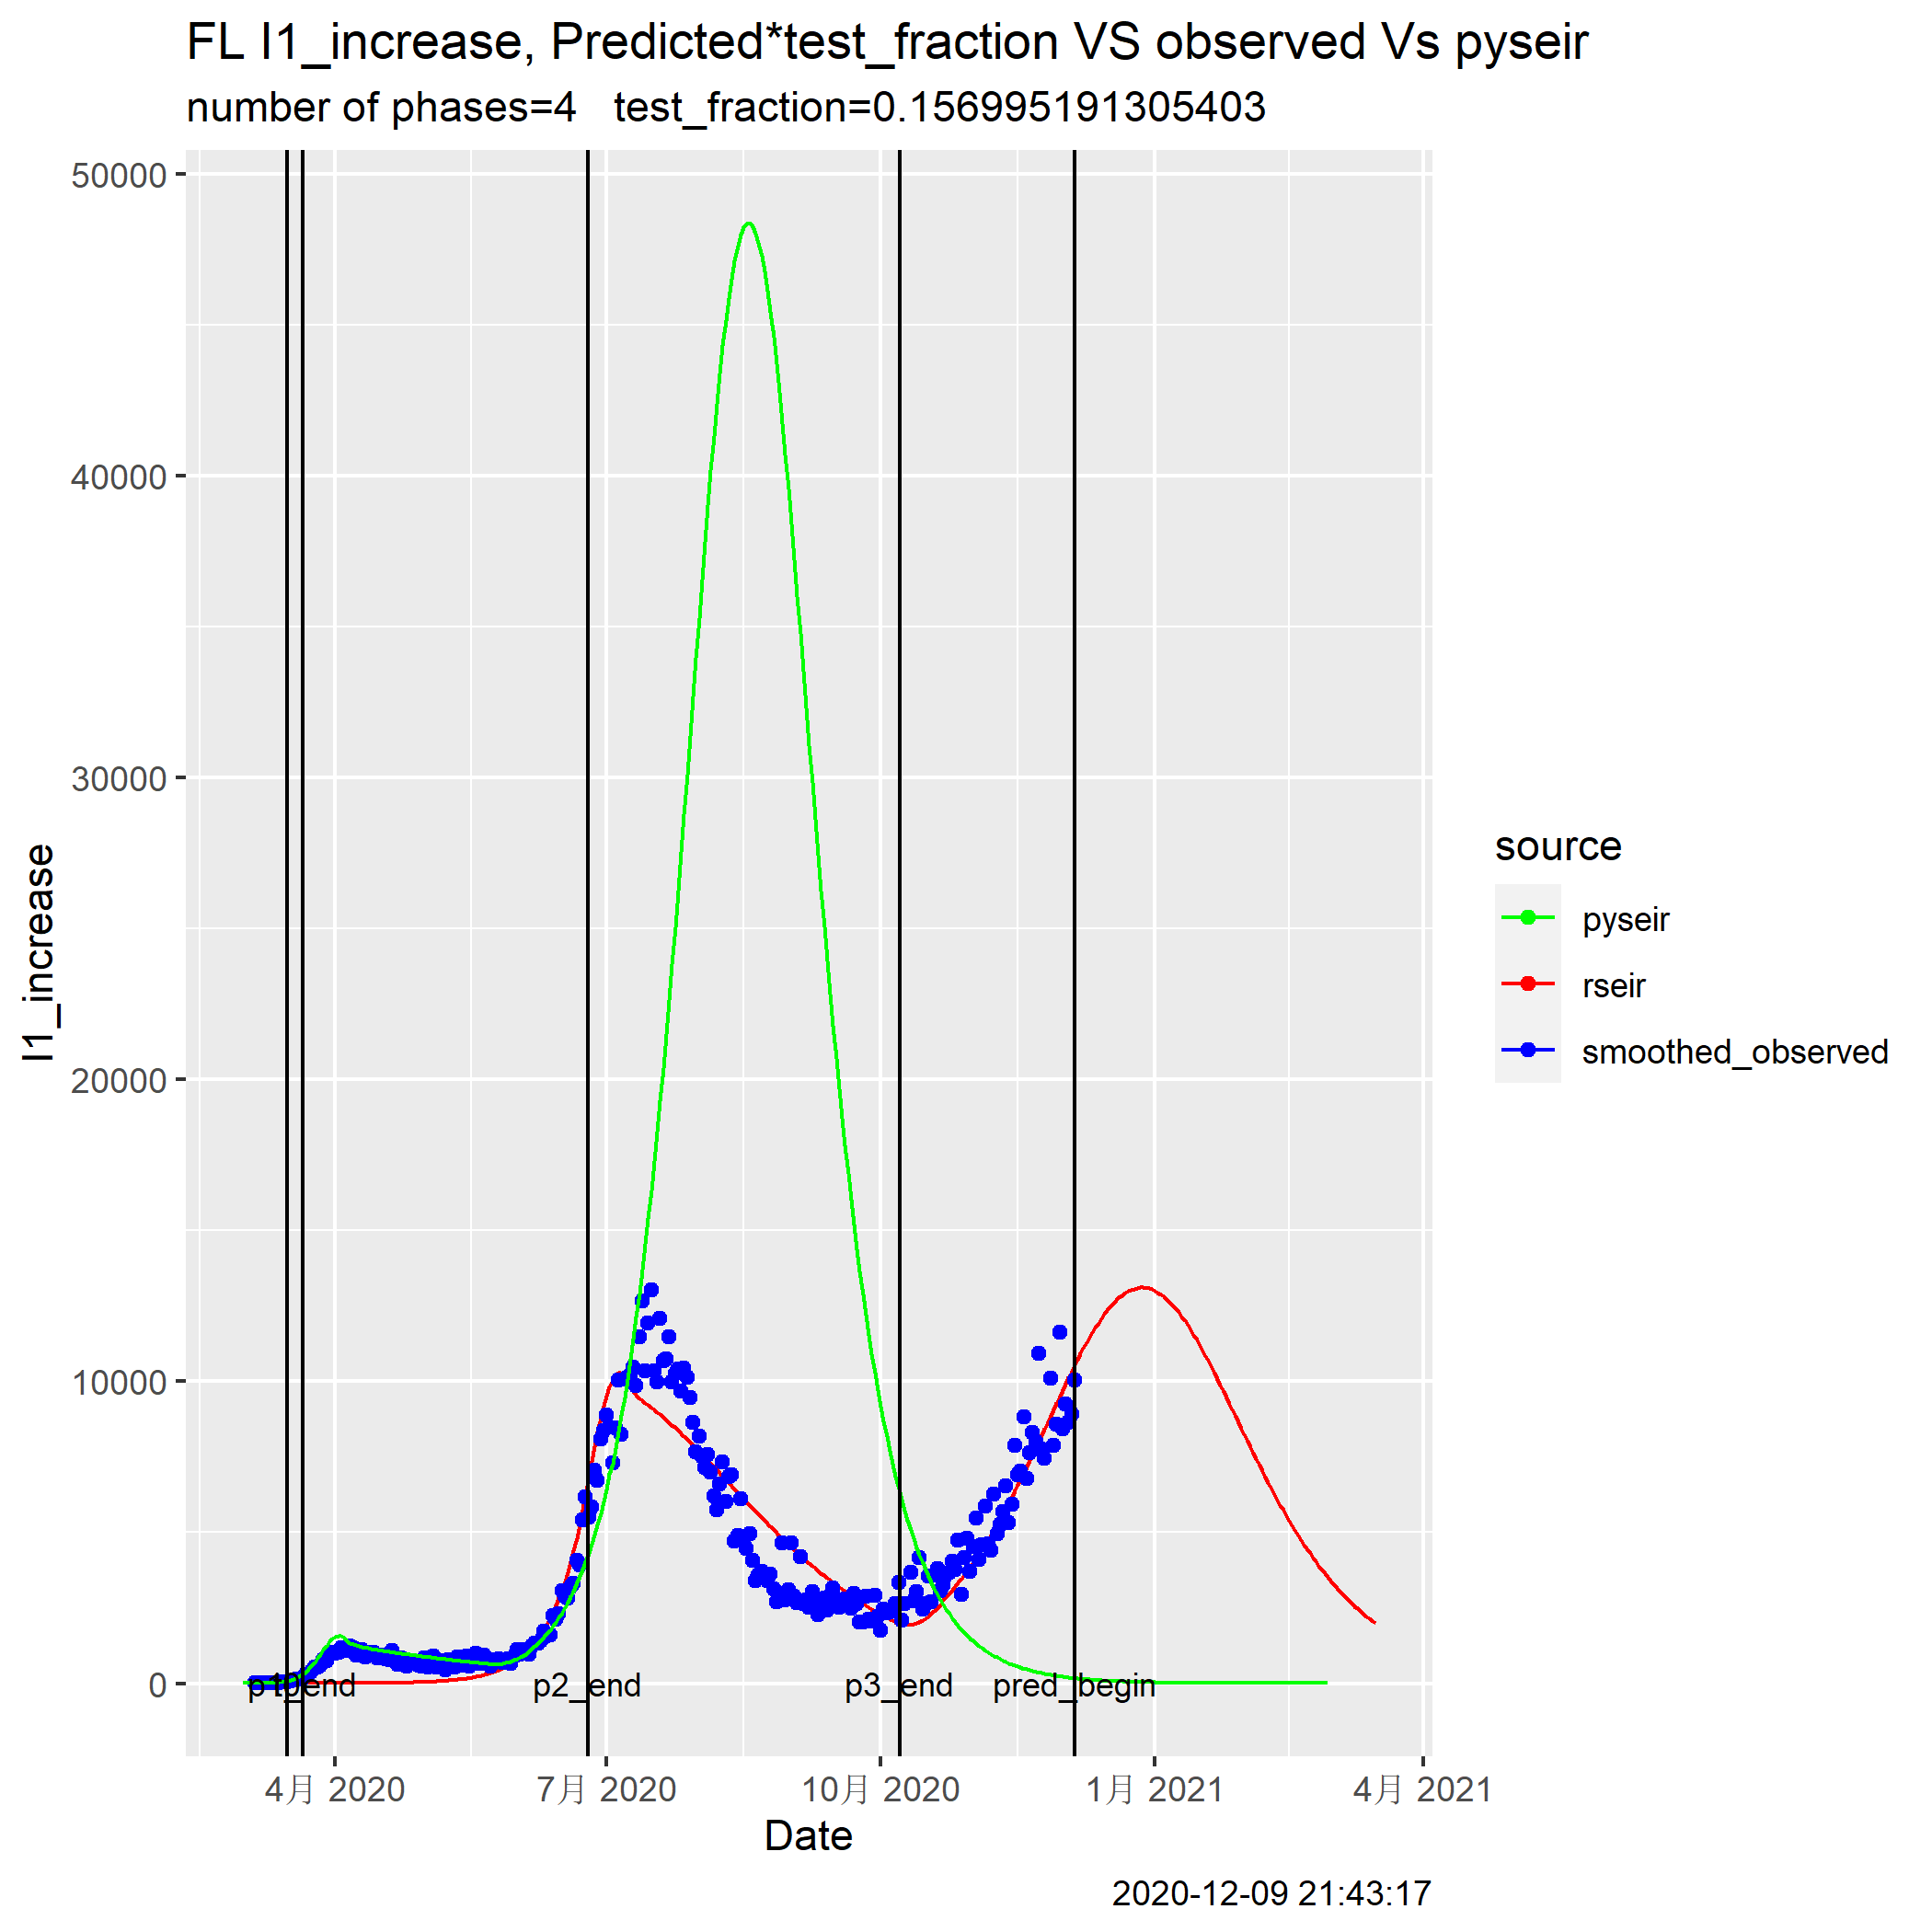 FL I1_increase, Predicted*test_fraction VS observed Vs pyseir
number of phases=4 test_fraction=0.156995191305403
50000
40000
30000
20000
10000
0
I1_increase
p2_end
p3_end
pred_begin
4月 2020
7月 2020
10月 2020
1月 2021
4月 2021
Date
source
pyseir
rseir
smoothed_observed
2020-12-09 21:43:17